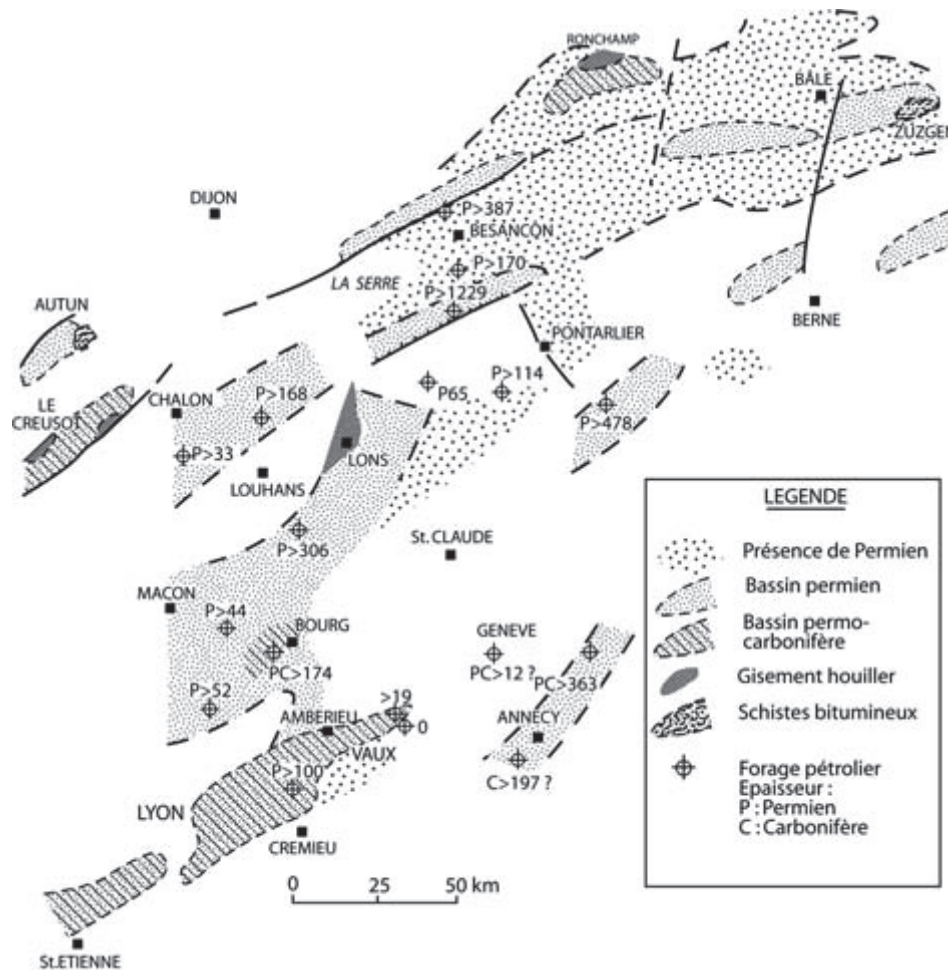 RONCHAMP
BÂLE
ZUZGEN
DIJON
P>387
BESANCON
P>170
LA SERRE
P>1229
AUTUN
PONTARLIER
BERNE
LE
CREUSOT
CHALON
P>168
P65
P>114
P>478
P>33
LONS
LOUHANS
P>306
St.CLAUDE
MACON
P>44
BOURG
PC>174
GENEVE
PC>12 ?
PC>363
P>52
>19
0
AMBERIEU
VAUX
ANNECY
P>100
C>197 ?
LYON
CREMIEU
0 25 50 km
St.ETIENNE
LEGENDE
Présence de Permien
Bassin permien
Bassin permo-
carbonifère
Gisement houiller
Schistes bitumineux
Forage pétrolier
Epaisseur :
P : Permien
C : Carbonifère